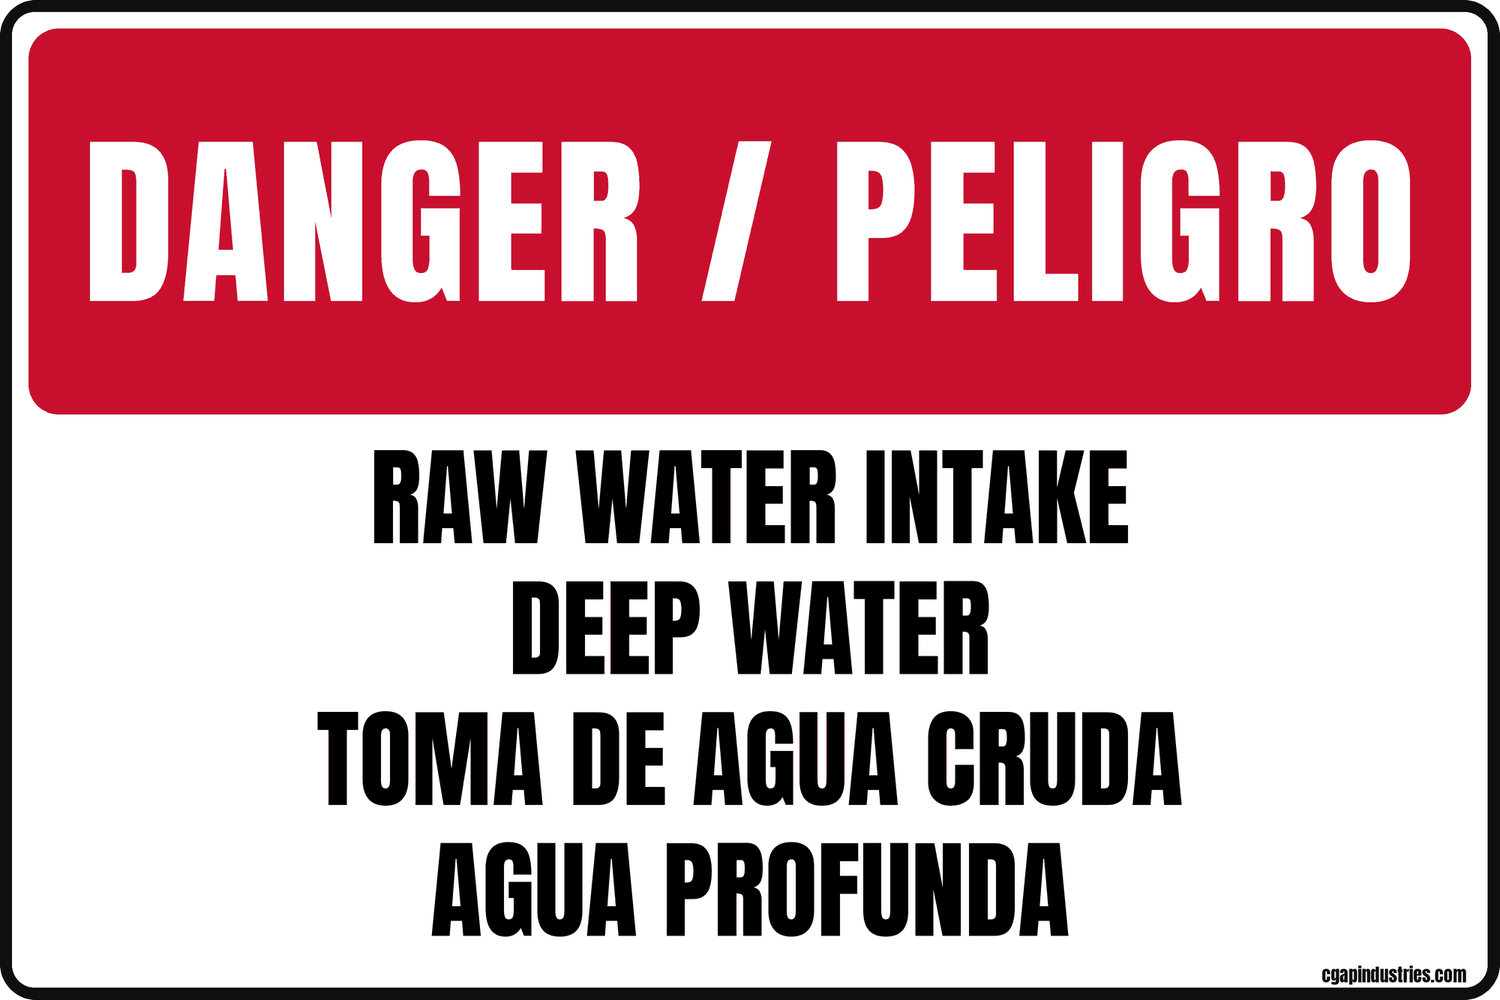 DANGER / PELIGRO
RAW WATER INTAKE
DEEP WATER
TOMA DE AGUA CRUDA
AGUA PROFUNDA
cgapindustries.com